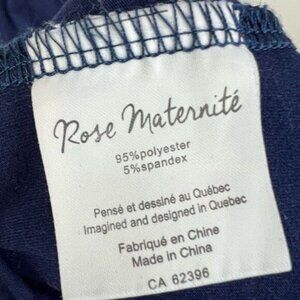 Rose Maternité
95%polyester
5%spandex
Pensé et dessiné au Québec
Imagined and designed in Quebec
Fabriqué en Chine
Made in China
CA 62396